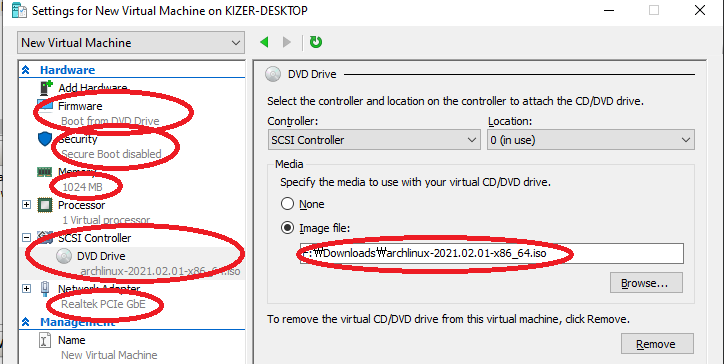 Settings for New Virtual Machine on KIZER-DESKTOP
New Virtual Machine
Hardware
Add Hardware
Firmware
Boot from DVD Drive
Security
Secure Boot disabled
Memory
1024 MB
Processor
1 Virtual processor
SCSI Controller
DVD Drive
archlinux-2021.02.01-x86_64.iso
Network Adapter
Realtek PCIe GbE
Management
Name
New Virtual Machine
DVD Drive
Select the controller and location on the controller to attach the CD/DVD drive.
Controller:
Location:
SCSI Controller
0 (in use)
Media
Specify the media to use with your virtual CD/DVD drive.
None
Image file:
F:₩Downloads₩archlinux-2021.02.01-x86_64.iso
Browse...
To remove the virtual CD/DVD drive from this virtual machine, click Remove.
Remove